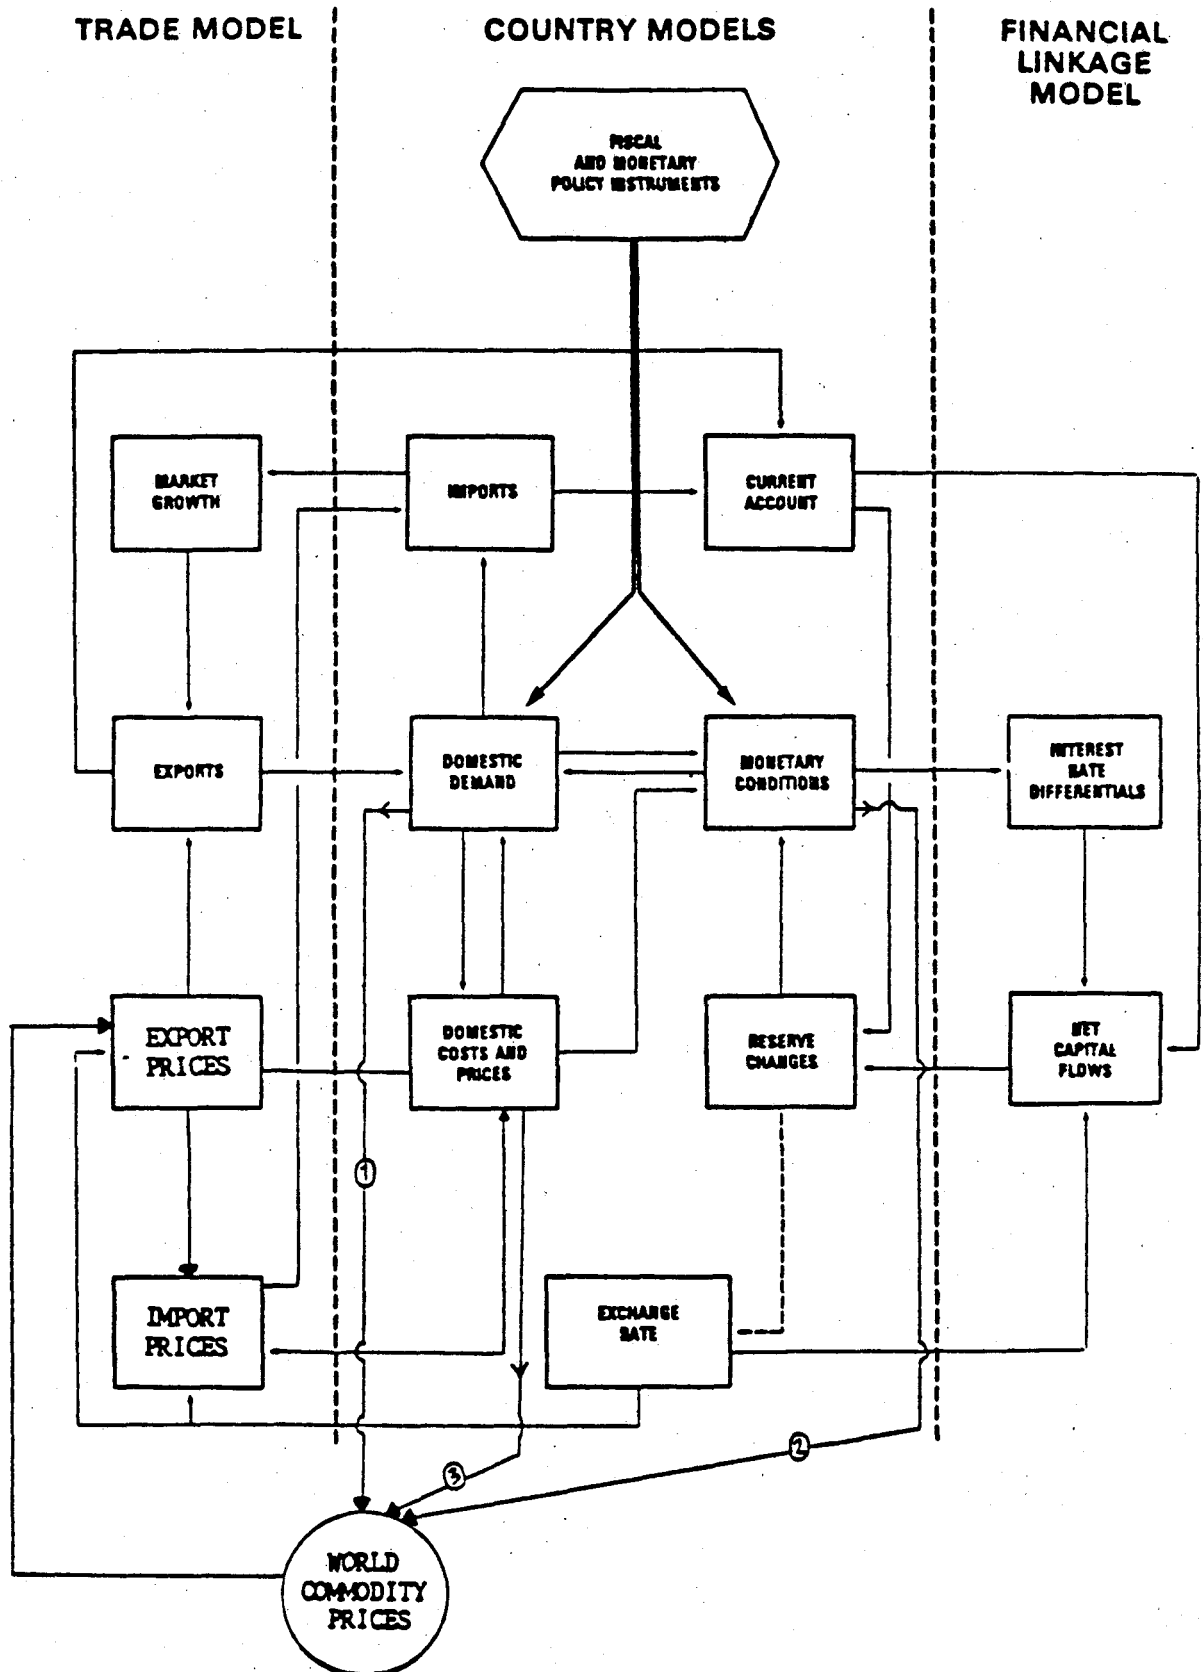 TRADE MODEL
COUNTRY MODELS
FINANCIAL
LINKAGE
MODEL
FISCAL
AND MONETARY
POLICY INSTRUMENTS
MARKET
GROWTH
IMPORTS
CURRENT
ACCOUNT
EXPORTS
DOMESTIC
DEMAND
MONETARY
CONDITIONS
INTEREST
RATE
DIFFERENTIALS
EXPORT
PRICES
DOMESTIC
COSTS AND
PRICES
RESERVE
CHANGES
NET
CAPITAL
FLOWS
1
IMPORT
PRICES
EXCHANGE
RATE
2
3
WORLD
COMMODITY
PRICES